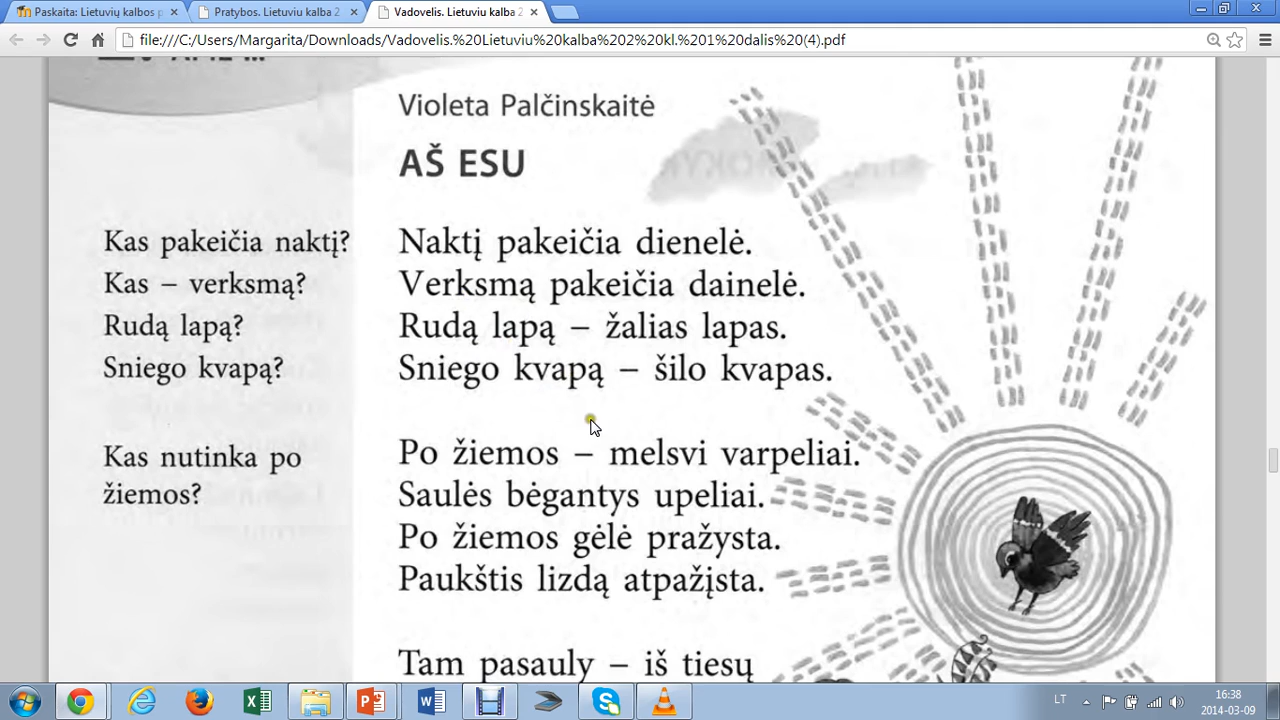 Paskaita: Lietuvių kalbos p
Pratybos. Lietuviu kalba 2
Vadovelis. Lietuviu kalba 2
file:///C:/Users/Margarita/Downloads/Vadovelis.%20Lietuviu%20kalba%202%20kl.%201%20dalis%20(4).pdf
Violeta Palčinskaitė
AŠ ESU
Kas pakeičia naktį?
Kas – verksmą?
Rudą lapą?
Sniego kvapą?
Kas nutinka po
žiemos?
Naktį pakeičia dienelė.
Verksmą pakeičia dainelė.
Rudą lapą – žalias lapas.
Sniego kvapą – šilo kvapas.
Po žiemos – melsvi varpeliai.
Saulės bėgantys upeliai.
Po žiemos gėlė pražysta.
Paukštis lizdą atpažįsta.
Tam pasauly – iš tiesų
LT
16:38
2014-03-09